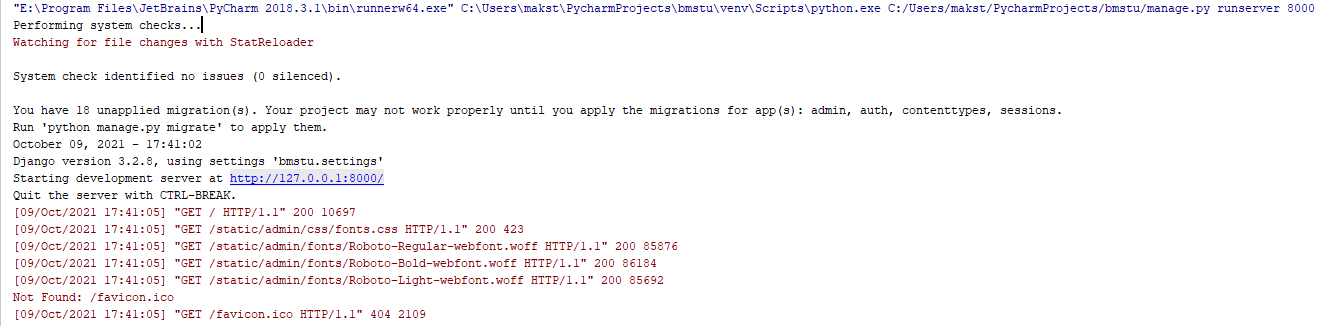 "E:\Program Files\JetBrains\PyCharm 2018.3.1\bin\runnerw64.exe" C:\Users\makst\PycharmProjects\bmstu\venv\Scripts\python.exe C:/Users/makst/PycharmProjects/bmstu/manage.py runserver 8000
Performing system checks...
Watching for file changes with StatReloader
System check identified no issues (0 silenced).
You have 18 unapplied migration(s). Your project may not work properly until you apply the migrations for app(s): admin, auth, contenttypes, sessions.
Run 'python manage.py migrate' to apply them.
October 09, 2021 - 17:41:02
Django version 3.2.8, using settings 'bmstu.settings'
Starting development server at http://127.0.0.1:8000/
Quit the server with CTRL-BREAK.
[09/Oct/2021 17:41:05] "GET / HTTP/1.1" 200 10697
[09/Oct/2021 17:41:05] "GET /static/admin/css/fonts.css HTTP/1.1" 200 423
[09/Oct/2021 17:41:05] "GET /static/admin/fonts/Roboto-Regular-webfont.woff HTTP/1.1" 200 85876
[09/Oct/2021 17:41:05] "GET /static/admin/fonts/Roboto-Bold-webfont.woff HTTP/1.1" 200 86184
[09/Oct/2021 17:41:05] "GET /static/admin/fonts/Roboto-Light-webfont.woff HTTP/1.1" 200 85692
Not Found: /favicon.ico
[09/Oct/2021 17:41:05] "GET /favicon.ico HTTP/1.1" 404 2109